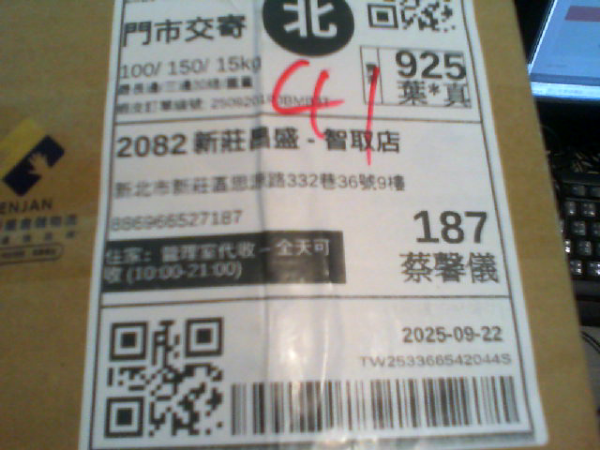 門市交寄
北
100/ 150/ 15kg
925
葉*真
41
2082 新莊昌盛 - 智取店
新北市新莊區思源路332巷36號9樓
886966527187
187
蔡馨儀
住家：管理室代收 – 全天可
收 (10:00-21:00)
2025-09-22
TW253366542044S
ENJAN